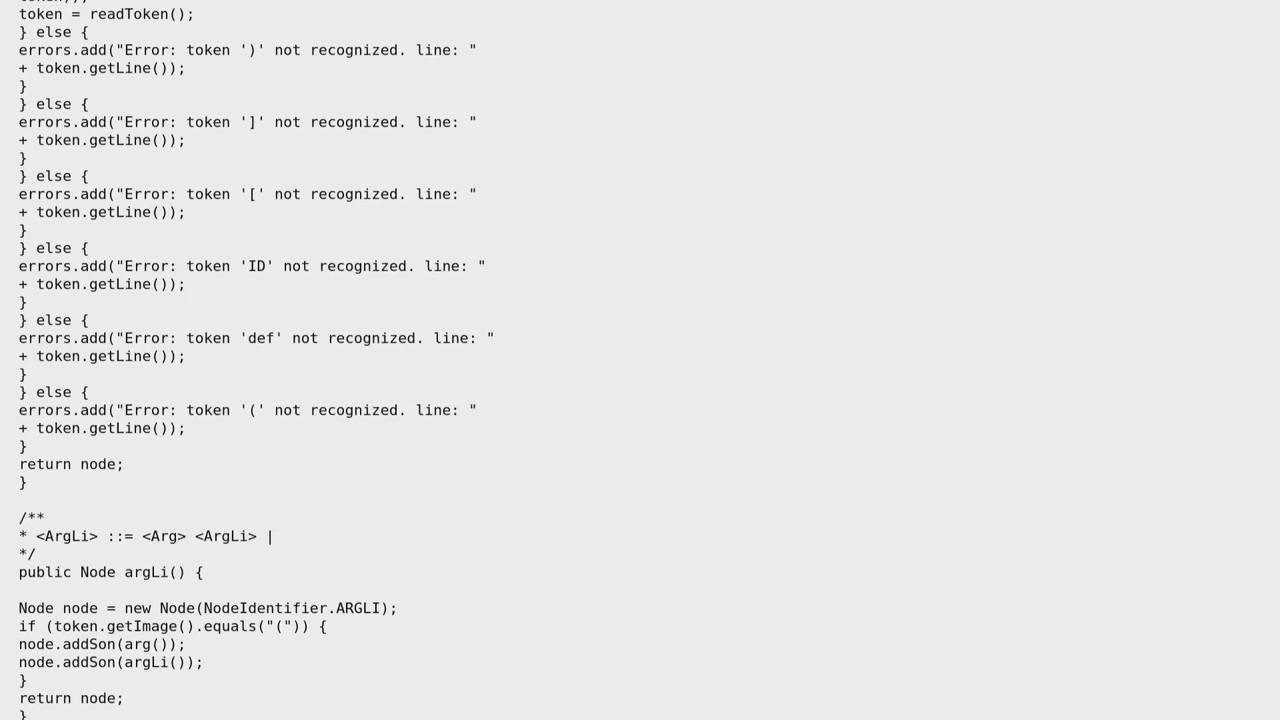 token = readToken();
} else {
errors.add("Error: token ')' not recognized. line: "
+ token.getLine());
}
} else {
errors.add("Error: token ']' not recognized. line: "
+ token.getLine());
}
} else {
errors.add("Error: token '[' not recognized. line: "
+ token.getLine());
}
} else {
errors.add("Error: token 'ID' not recognized. line: "
+ token.getLine());
}
} else {
errors.add("Error: token 'def' not recognized. line: "
+ token.getLine());
}
} else {
errors.add("Error: token '(' not recognized. line: "
+ token.getLine());
}
return node;
}

/**
* <ArgLi> ::= <Arg> <ArgLi> |
*/
public Node argLi() {

Node node = new Node(NodeIdentifier.ARGLI);
if (token.getImage().equals("(")) {
node.addSon(arg());
node.addSon(argLi());
}
return node;
}